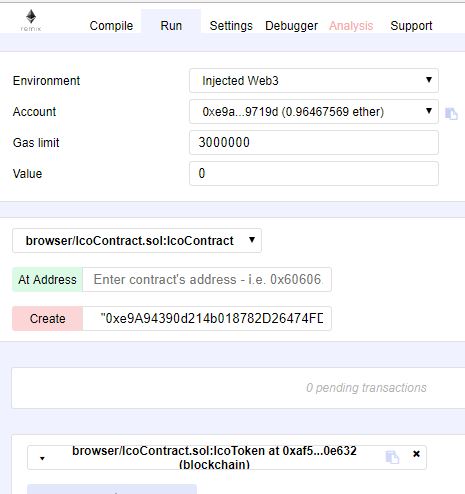 remix
Compile Run Settings Debugger Analysis Support
Environment Injected Web3
Account 0xe9a...9719d (0.96467569 ether)
Gas limit 3000000
Value 0
browser/IcoContract.sol:IcoContract
At Address Enter contract's address - i.e. 0x60606
Create "0xe9A94390d214b018782D26474FD
0 pending transactions
browser/IcoContract.sol:IcoToken at 0xaf5...0e632
(blockchain)